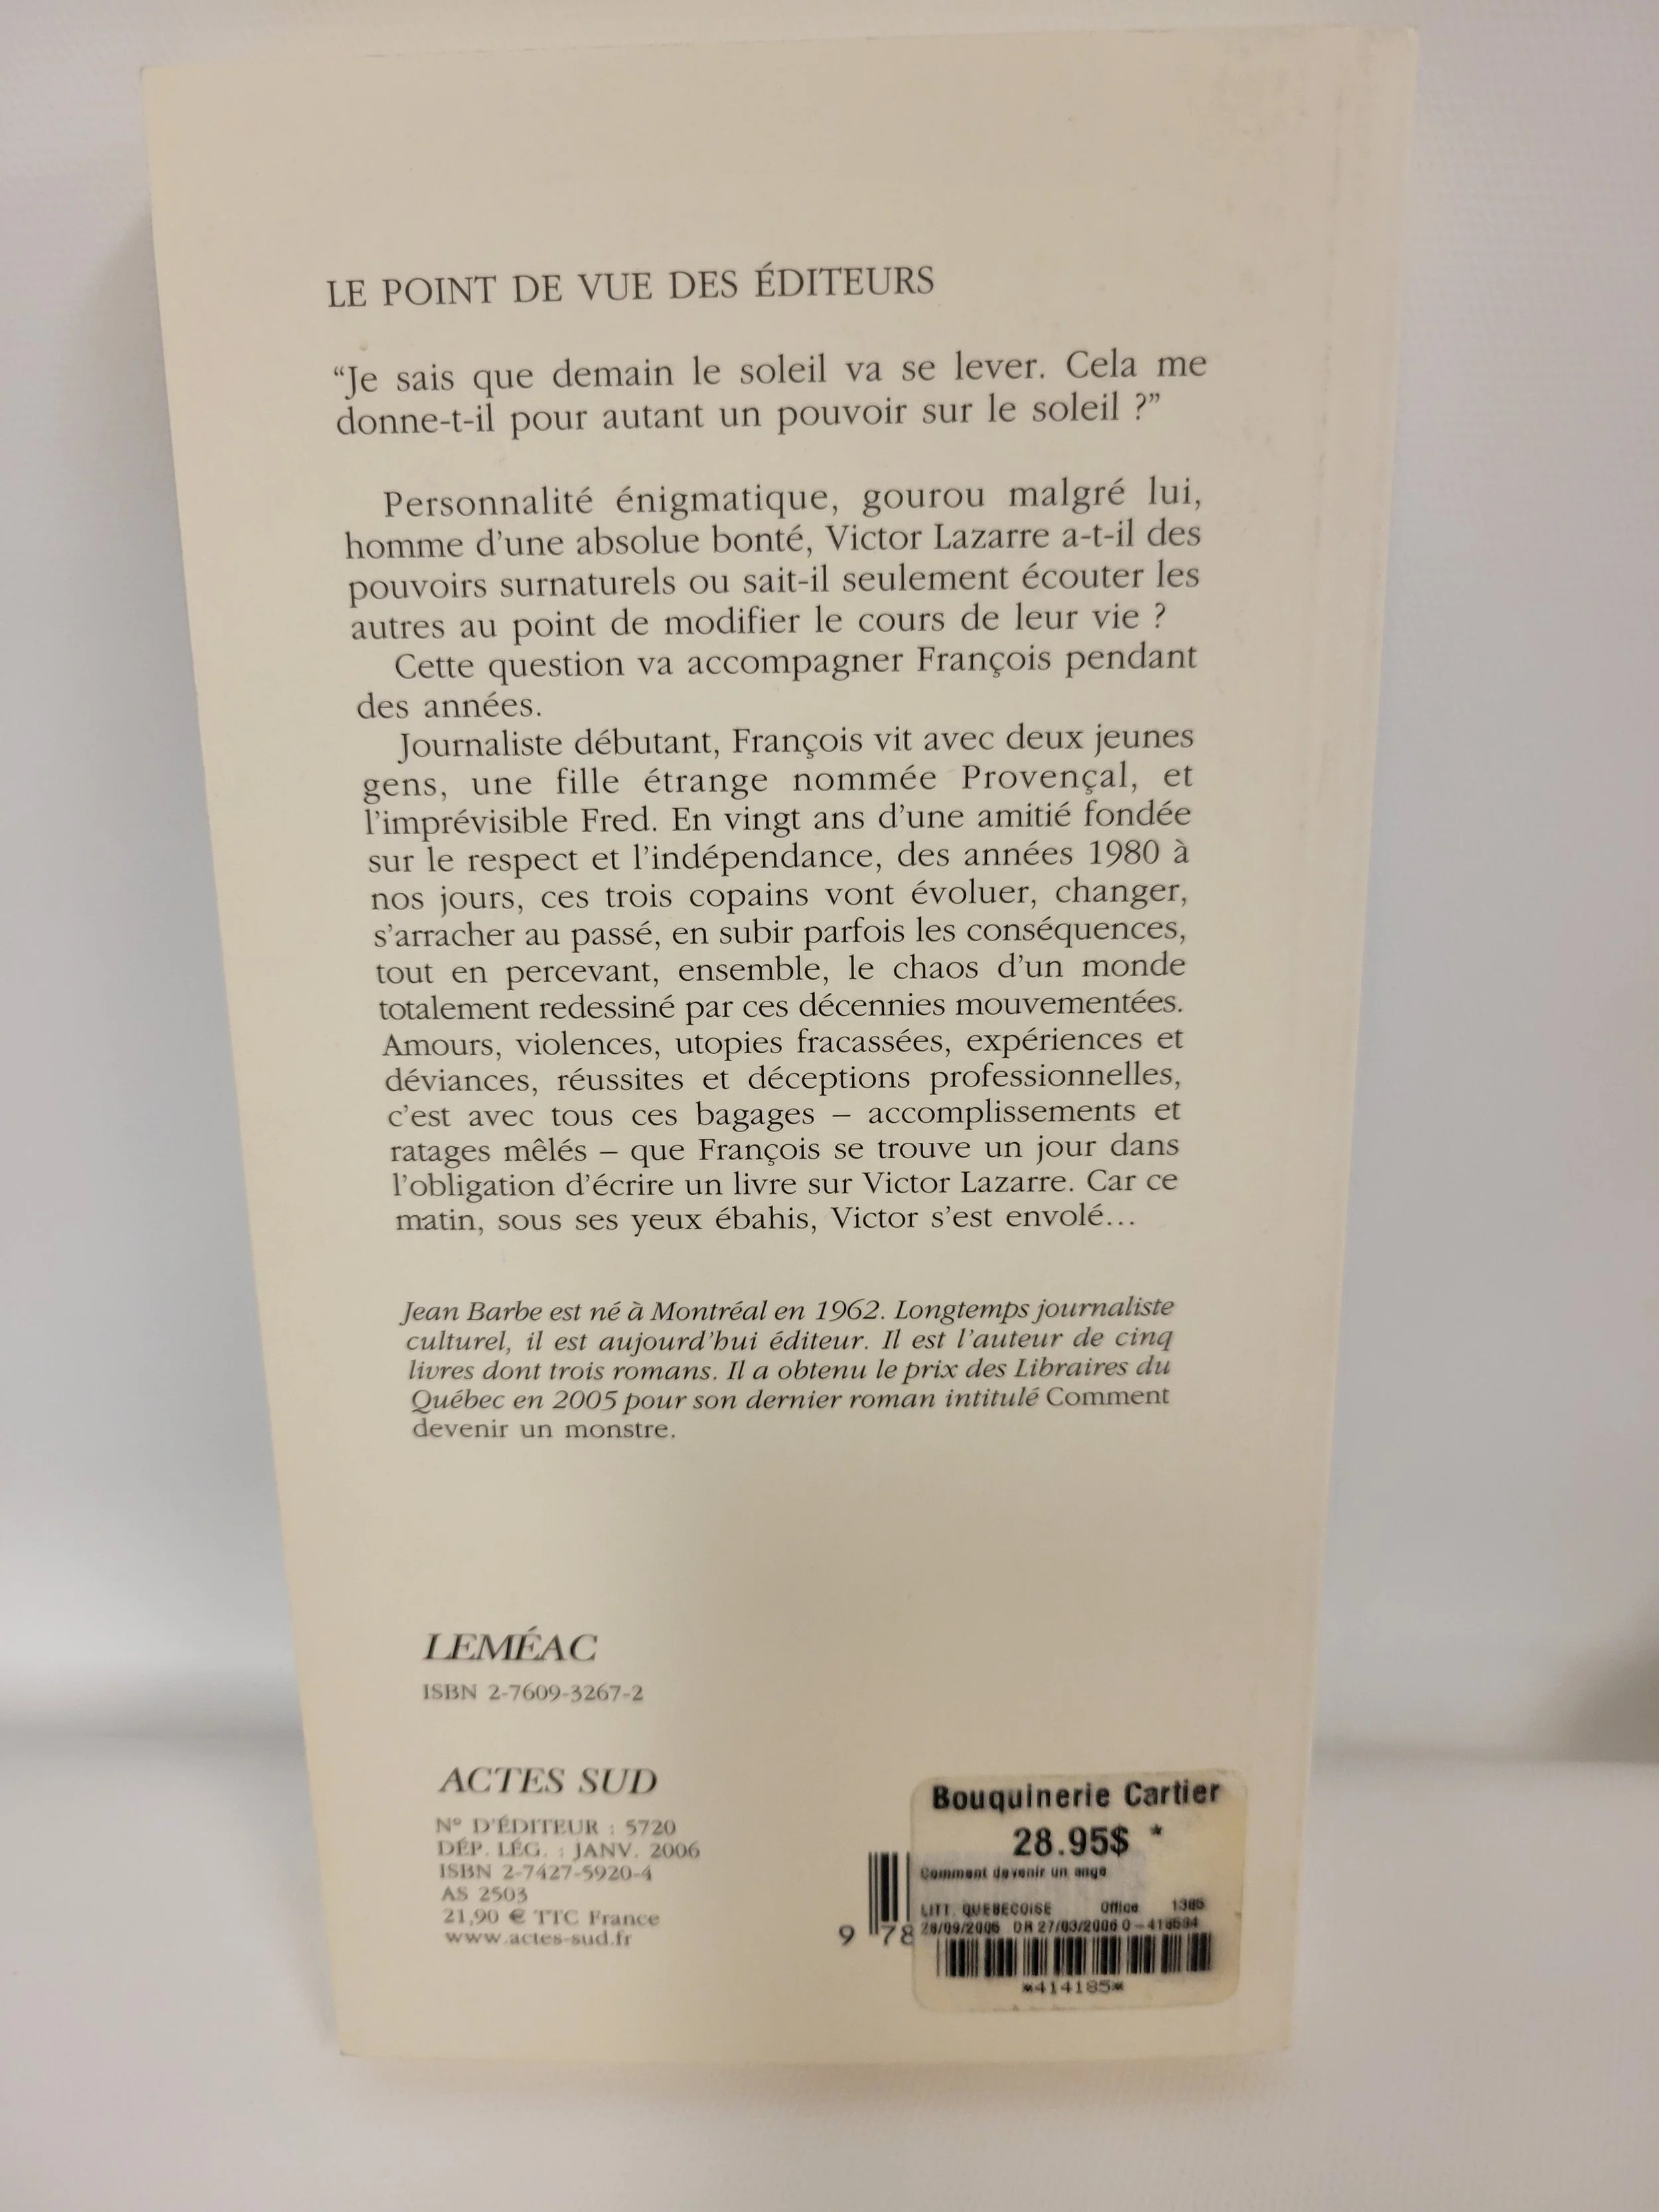 LE POINT DE VUE DES ÉDITEURS
“Je sais que demain le soleil va se lever. Cela me
donne-t-il pour autant un pouvoir sur le soleil ?”
Personnalité énigmatique, gourou malgré lui,
homme d’une absolue bonté, Victor Lazarre a-t-il des
pouvoirs surnaturels ou sait-il seulement écouter les
autres au point de modifier le cours de leur vie ?
Cette question va accompagner François pendant
des années.
Journaliste débutant, François vit avec deux jeunes
gens, une fille étrange nommée Provençal, et
l’imprévisible Fred. En vingt ans d’une amitié fondée
sur le respect et l’indépendance, des années 1980 à
nos jours, ces trois copains vont évoluer, changer,
s’arracher au passé, en subir parfois les conséquences,
tout en percevant, ensemble, le chaos d’un monde
totalement redessiné par ces décennies mouvementées.
Amours, violences, utopies fracassées, expériences et
déviances, réussites et déceptions professionnelles,
c’est avec tous ces bagages – accomplissements et
ratages mêlés – que François se trouve un jour dans
l’obligation d’écrire un livre sur Victor Lazarre. Car ce
matin, sous ses yeux ébahis, Victor s’est envolé…
Jean Barbe est né à Montréal en 1962. Longtemps journaliste
culturel, il est aujourd’hui éditeur. Il est l’auteur de cinq
livres dont trois romans. Il a obtenu le prix des Libraires du
Québec en 2005 pour son dernier roman intitulé Comment
devenir un monstre.
LEMÉAC
ISBN 2-7609-3267-2
ACTES SUD
N° D’ÉDITEUR : 5720
DÉP. LÉG. : JANV. 2006
ISBN 2-7427-5920-4
AS 2503
21,90 € TTC France
www.actes-sud.fr
Bouquinerie Cartier
28.95$ *
Comment devenir un ange
LITT. QUEBECOISE Office
27/03/2006
9 78
*414185*